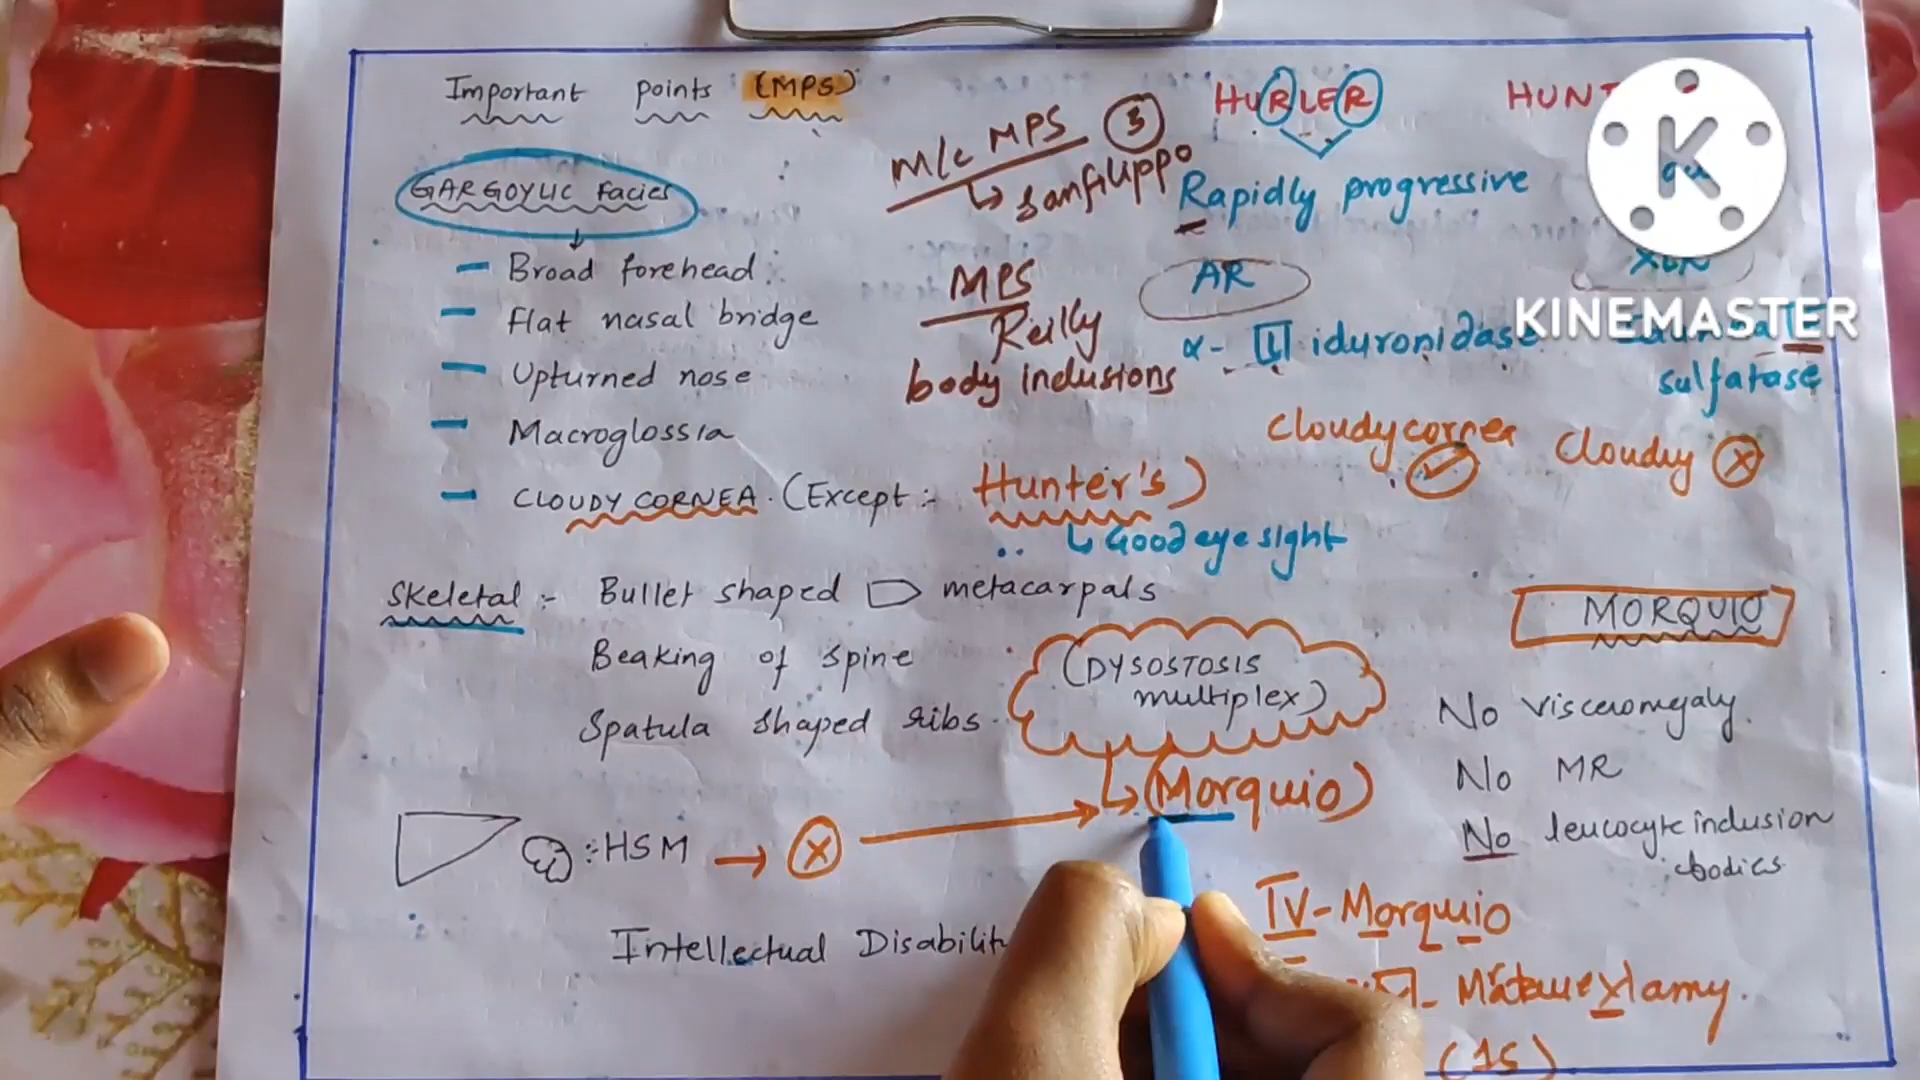 Important points (MPS)
GARGOYLIC Facies
Broad forehead
Flat nasal bridge
Upturned nose
Macroglossia
CLOUDY CORNEA. (Except :- Hunter's)
Good eye sight
M/c MPS 3
Sanfilippo
MPS
Reilly
body inclusions
HURLER
Rapidly progressive
AR
α- L iduronidase
cloudy cornea
sulfatase
Cloudy X
KINEMASTER
Skeletal :- Bullet shaped metacarpals
Beaking of spine
Spatula shaped ribs
(DYSOSTOSIS
multiplex)
(Morquio)
HSM → X
Intellectual
MORQUIO
No visceromegaly.
No MR
No leucocyte inclusion
bodies
IV - Morquio
(1S)